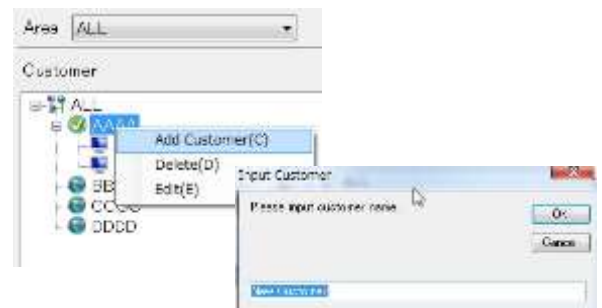 Area ALL
Customer
ALL
AAAA
Add Customer(C)
Delete(D)
Edit(E)
BB
CCCC
DDDD
Input Customer
Please input customer name
OK
Cancel
New Customer